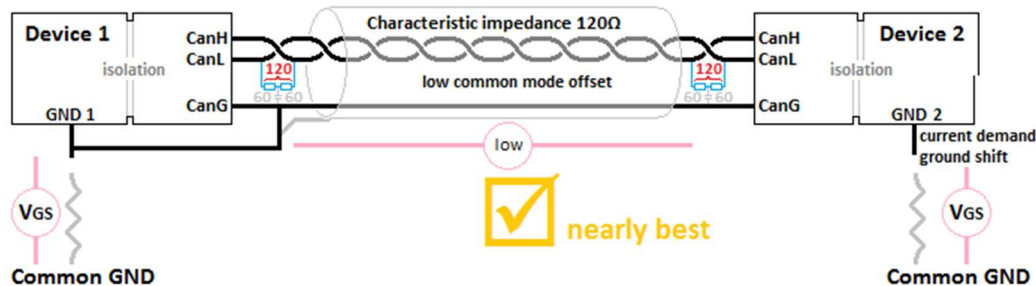 Device 1
isolation
GND 1
CanH
CanL
CanG
120
60 60
Characteristic impedance 120Ω
low common mode offset
low
nearly best
CanH
CanL
CanG
120
60 60
Device 2
isolation
GND 2
current demand
ground shift
VGS
Common GND
VGS
Common GND